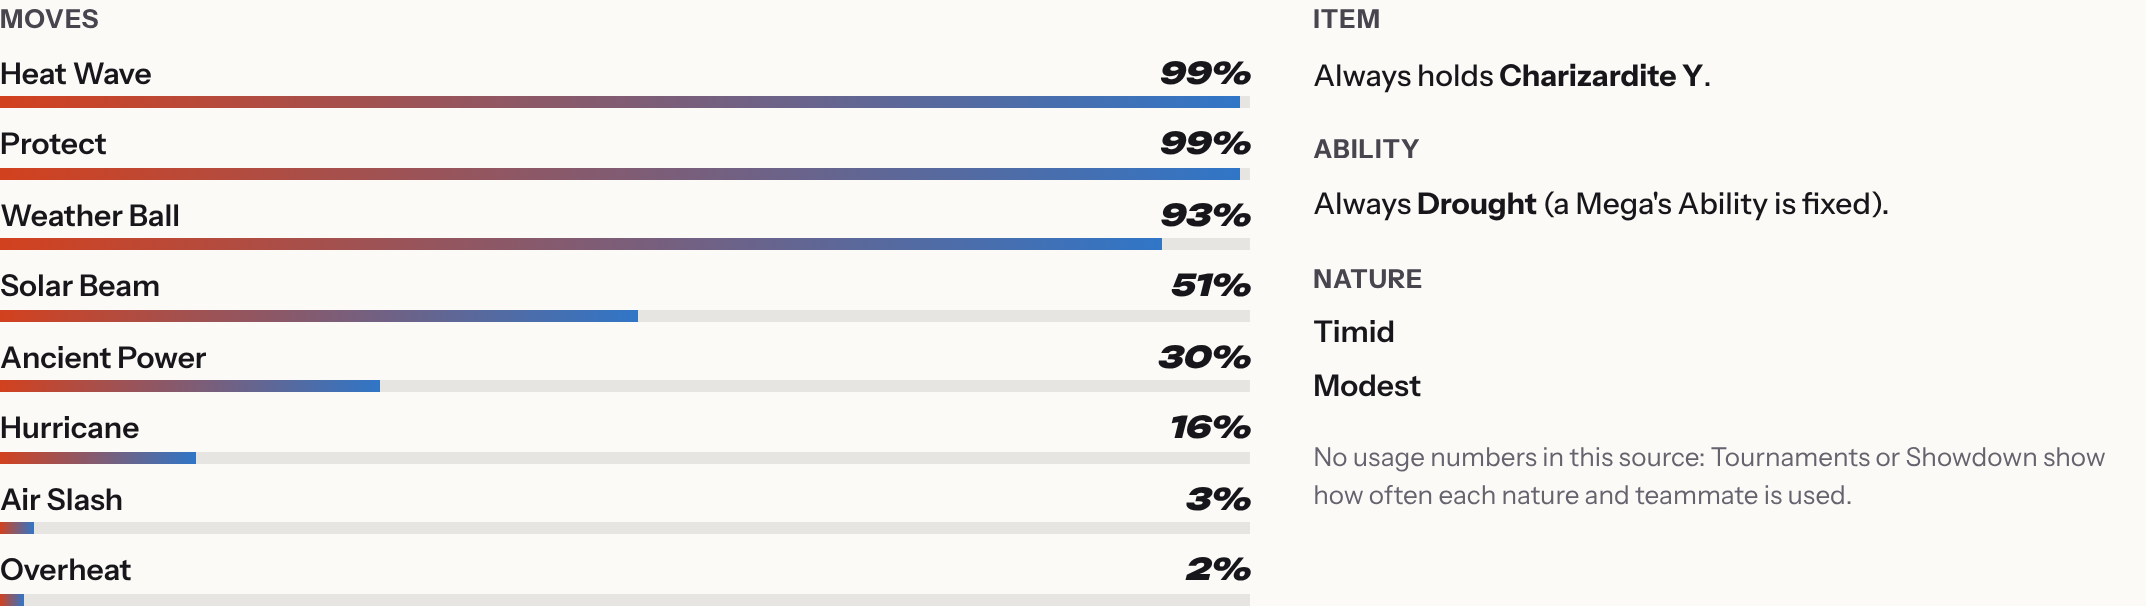 MOVES
Heat Wave 99%
Protect 99%
Weather Ball 93%
Solar Beam 51%
Ancient Power 30%
Hurricane 16%
Air Slash 3%
Overheat 2%
ITEM
Always holds Charizardite Y.
ABILITY
Always Drought (a Mega's Ability is fixed).
NATURE
Timid
Modest
No usage numbers in this source: Tournaments or Showdown show
how often each nature and teammate is used.